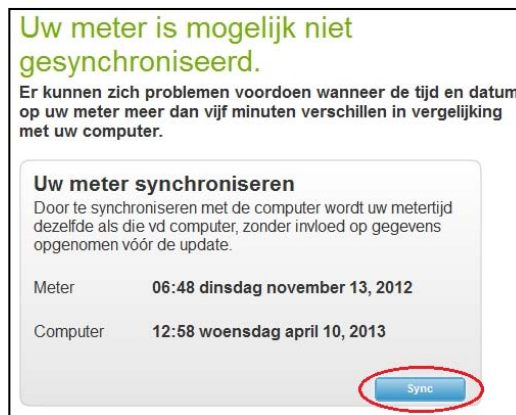 Uw meter is mogelijk niet
gesynchroniseerd.
Er kunnen zich problemen voordoen wanneer de tijd en datum
op uw meter meer dan vijf minuten verschillen in vergelijking
met uw computer.
Uw meter synchroniseren
Door te synchroniseren met de computer wordt uw metertijd
dezelfde als die vd computer, zonder invloed op gegevens
opgenomen vóór de update.
Meter 06:48 dinsdag november 13, 2012
Computer 12:58 woensdag april 10, 2013
Sync